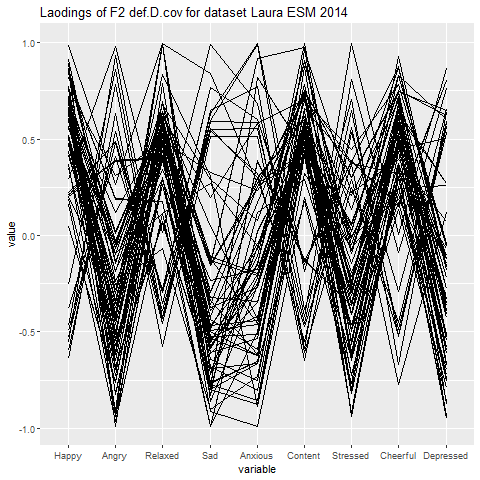 Laodings of F2 def.D.cov for dataset Laura ESM 2014
1.0
0.5
0.0
-0.5
-1.0
value
Happy Angry Relaxed Sad Anxious Content Stressed Cheerful Depressed
variable